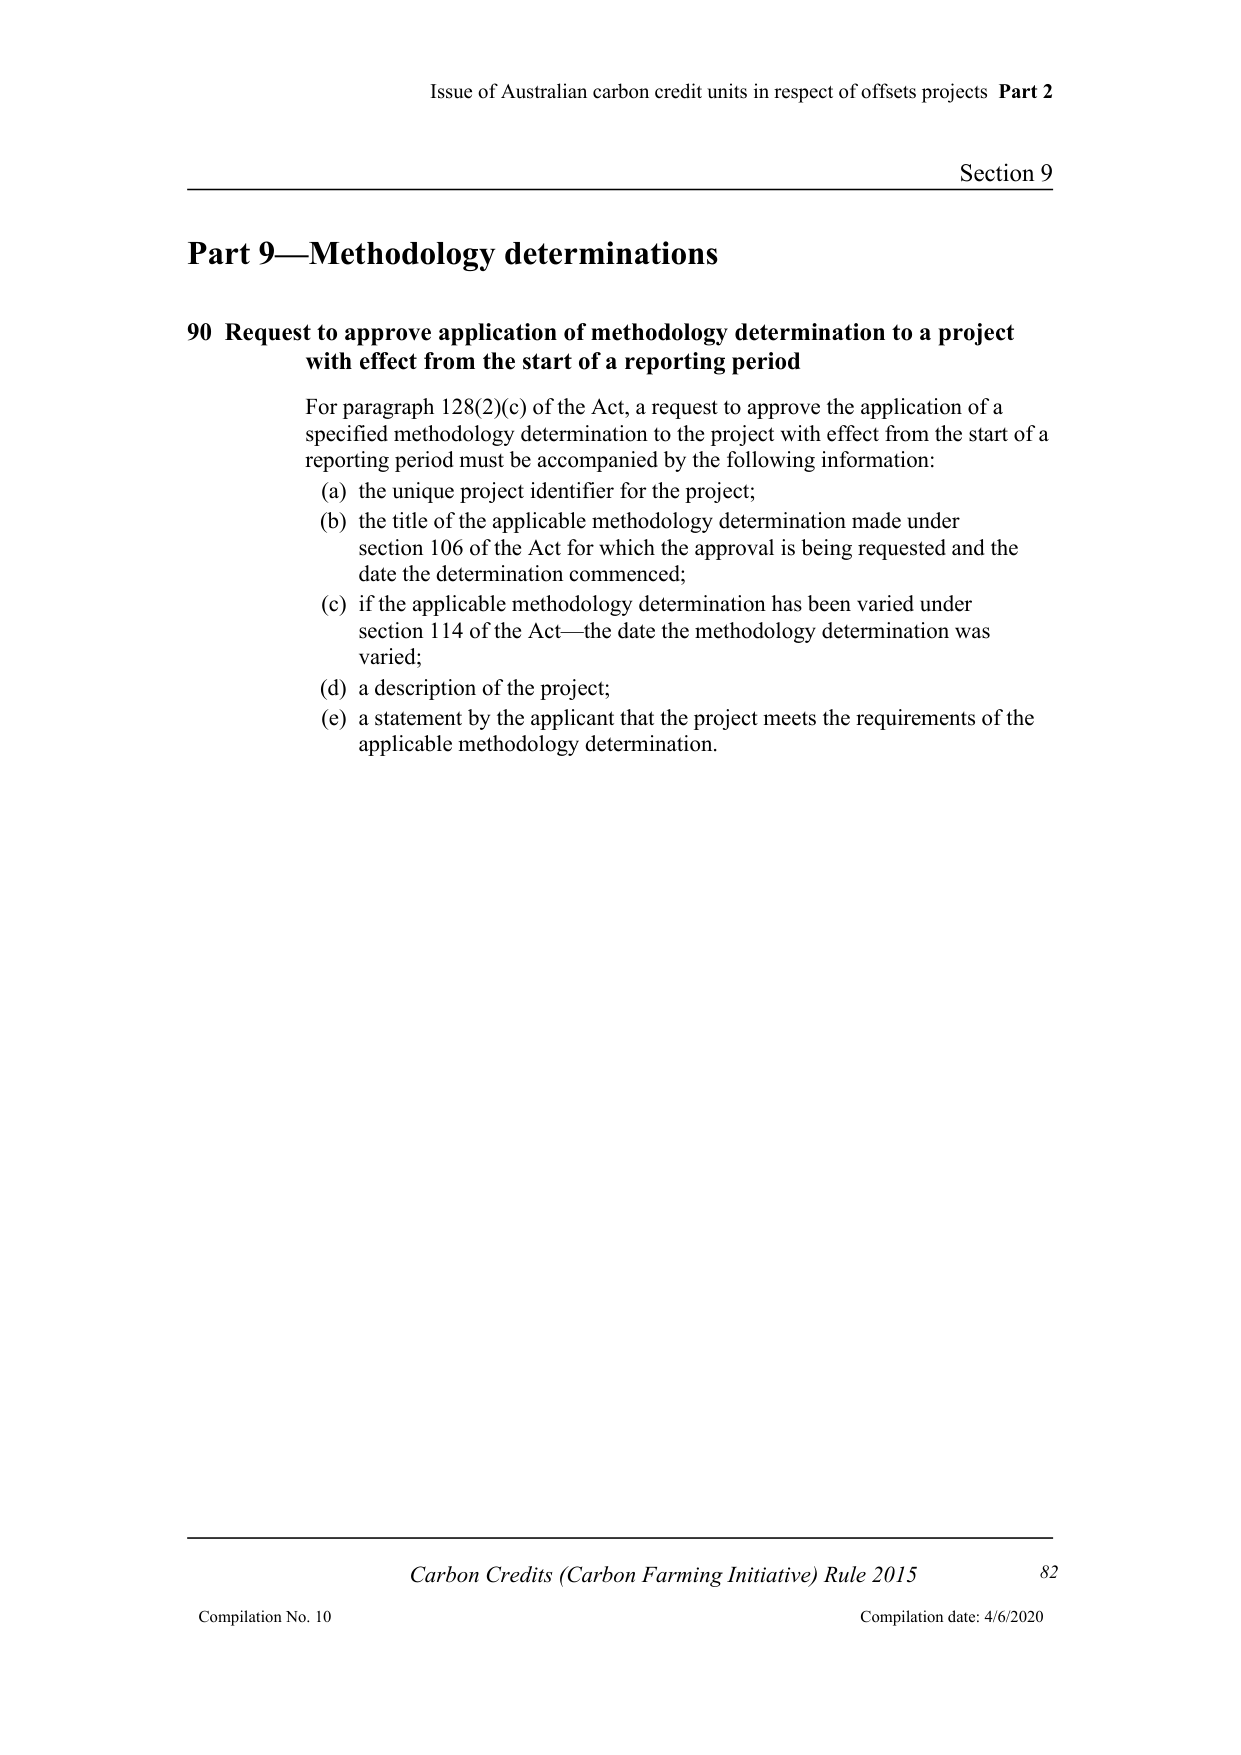 Issue of Australian carbon credit units in respect of offsets projects Part 2
Section 9
Part 9—Methodology determinations
90 Request to approve application of methodology determination to a project
with effect from the start of a reporting period
For paragraph 128(2)(c) of the Act, a request to approve the application of a
specified methodology determination to the project with effect from the start of a
reporting period must be accompanied by the following information:
(a) the unique project identifier for the project;
(b) the title of the applicable methodology determination made under
section 106 of the Act for which the approval is being requested and the
date the determination commenced;
(c) if the applicable methodology determination has been varied under
section 114 of the Act—the date the methodology determination was
varied;
(d) a description of the project;
(e) a statement by the applicant that the project meets the requirements of the
applicable methodology determination.
Carbon Credits (Carbon Farming Initiative) Rule 2015 82
Compilation No. 10 Compilation date: 4/6/2020